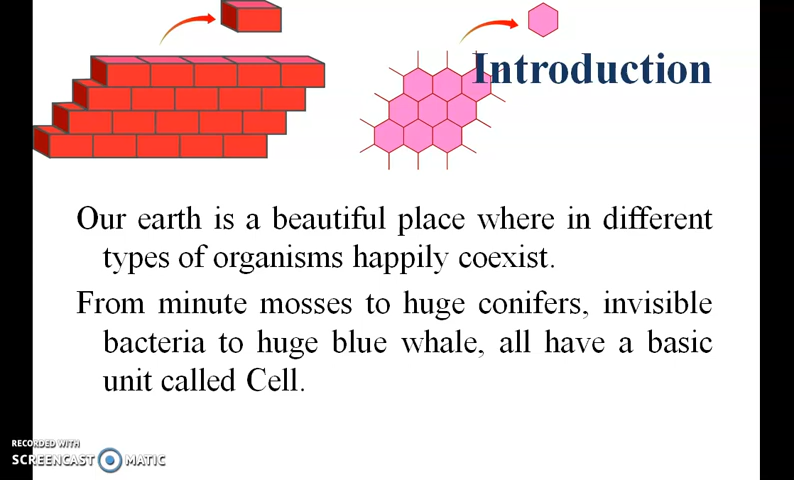 Introduction
Our earth is a beautiful place where in different
types of organisms happily coexist.
From minute mosses to huge conifers, invisible
bacteria to huge blue whale, all have a basic
unit called Cell.
RECORDED WITH
SCREENCAST MATIC